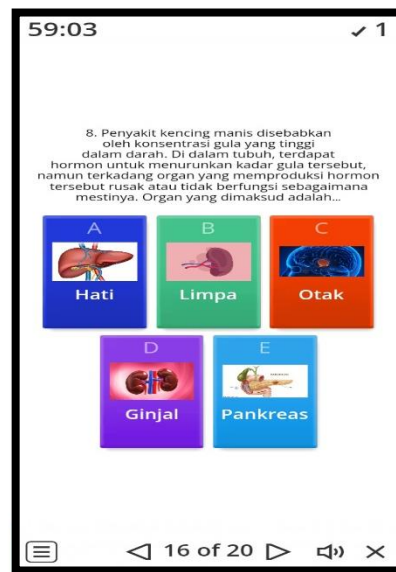 59:03
✓ 1
8. Penyakit kencing manis disebabkan
oleh konsentrasi gula yang tinggi
dalam darah. Di dalam tubuh, terdapat
hormon untuk menurunkan kadar gula tersebut,
namun terkadang organ yang memproduksi hormon
tersebut rusak atau tidak berfungsi sebagaimana
mestinya. Organ yang dimaksud adalah...
A
Hati
B
Limpa
C
Otak
D
Ginjal
E
Pankreas
16 of 20